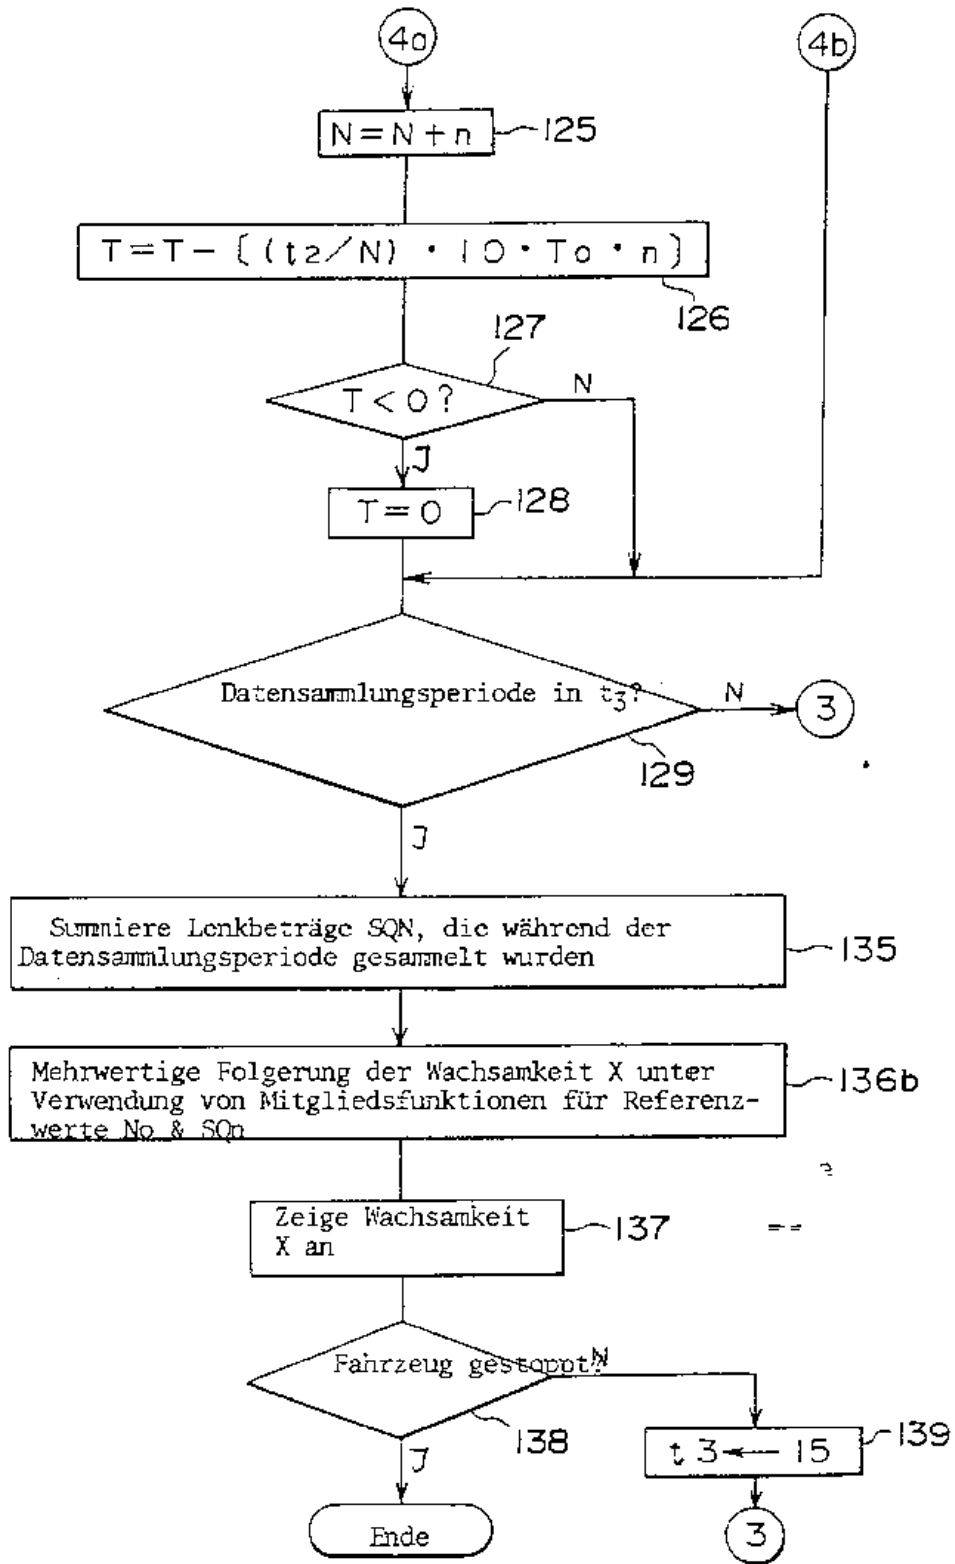 4a
4b
N=N+n
125
T=T-[(t2/N)·10·To·n]
126
127
T<0?
N
J
T=0
128
Datensammlungsperiode in t3?
N
3
129
J
Summiere Lenkbeträge SQN, die während der
Datensammlungsperiode gesammelt wurden
135
Mehrwertige Folgerung der Wachsamkeit X unter
Verwendung von Mitgliedsfunktionen für Referenz-
werte No & SQn
136b
Zeige Wachsamkeit
X an
137
Fahrzeug gestoppt?
N
138
139
t3←15
J
3
Ende